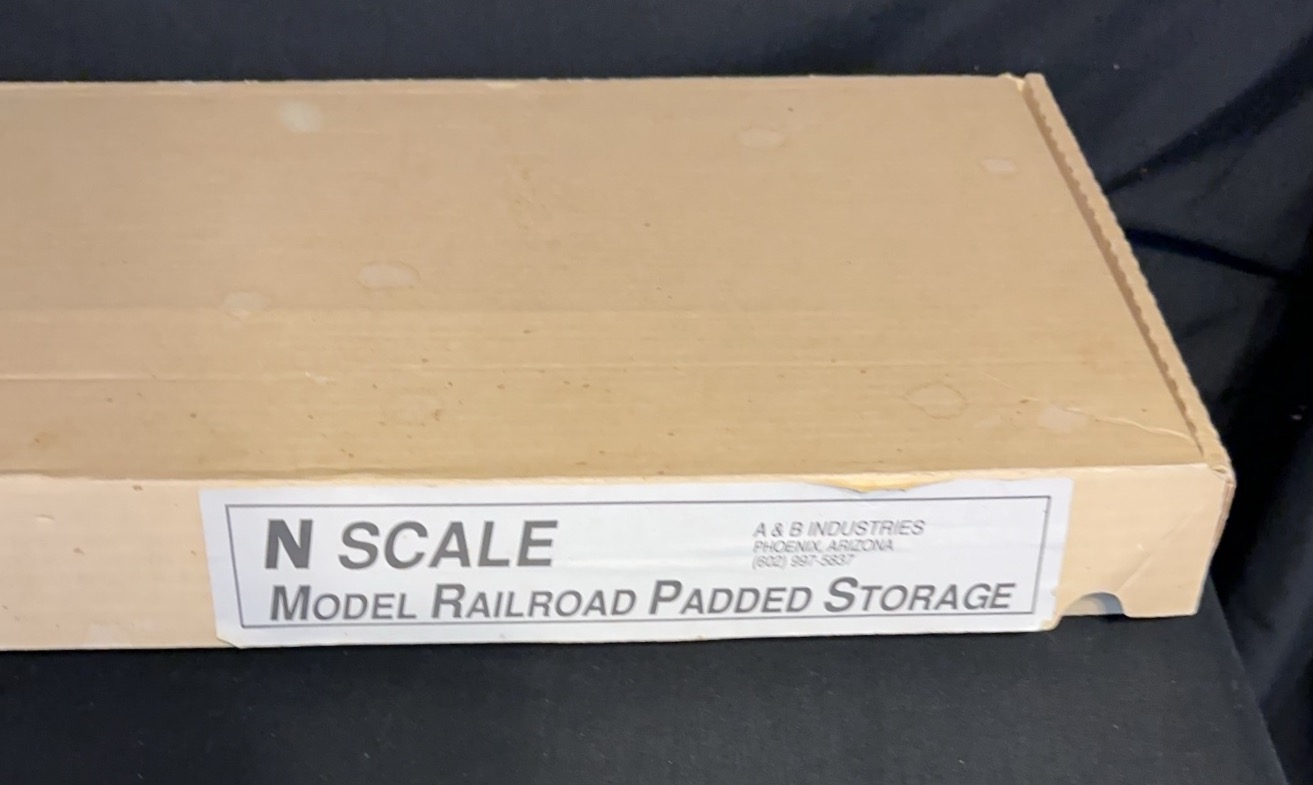 N SCALE
A & B INDUSTRIES
PHOENIX, ARIZONA
(602) 997-5837
MODEL RAILROAD PADDED STORAGE